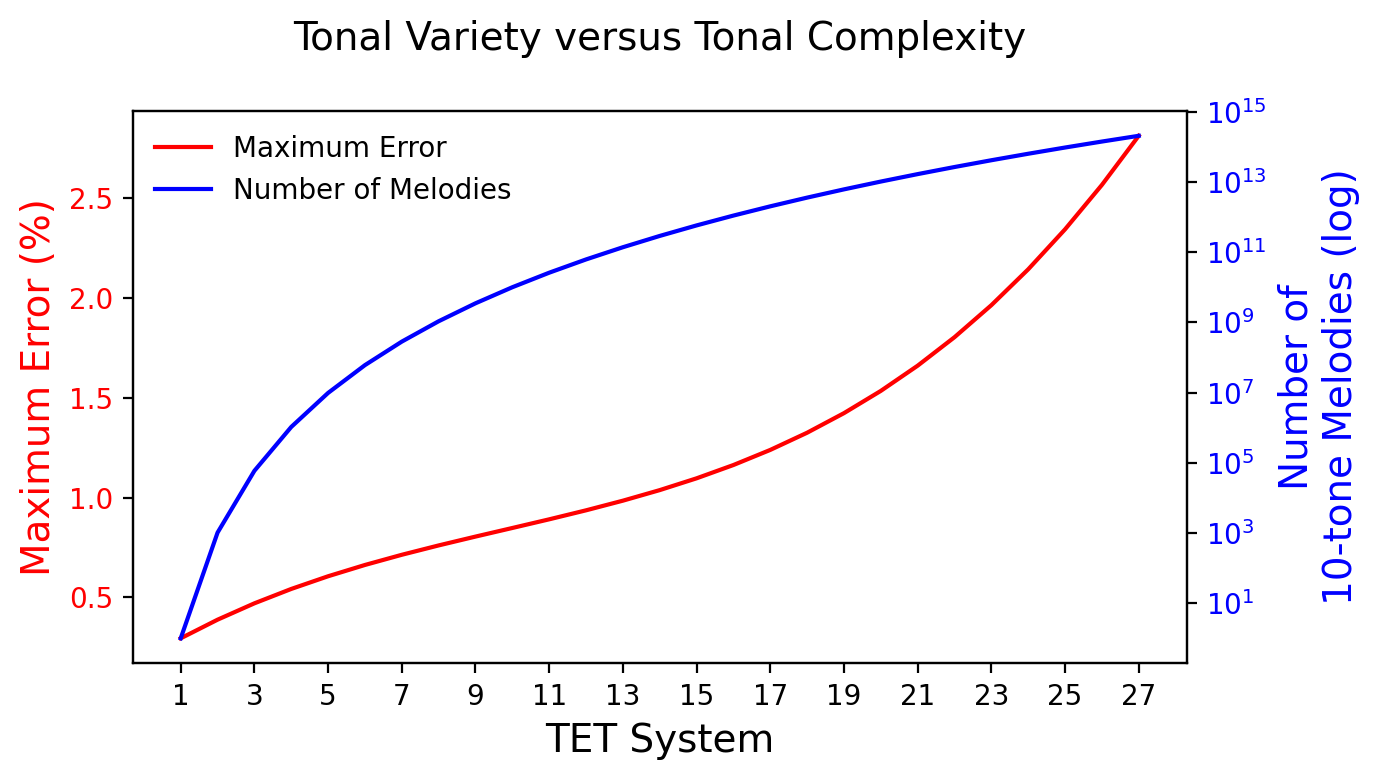 Tonal Variety versus Tonal Complexity
Maximum Error
Number of Melodies
Maximum Error (%)
2.5
2.0
1.5
1.0
0.5
10^15
10^13
10^11
10^9
10^7
10^5
10^3
10^1
Number of
10-tone Melodies (log)
1 3 5 7 9 11 13 15 17 19 21 23 25 27
TET System